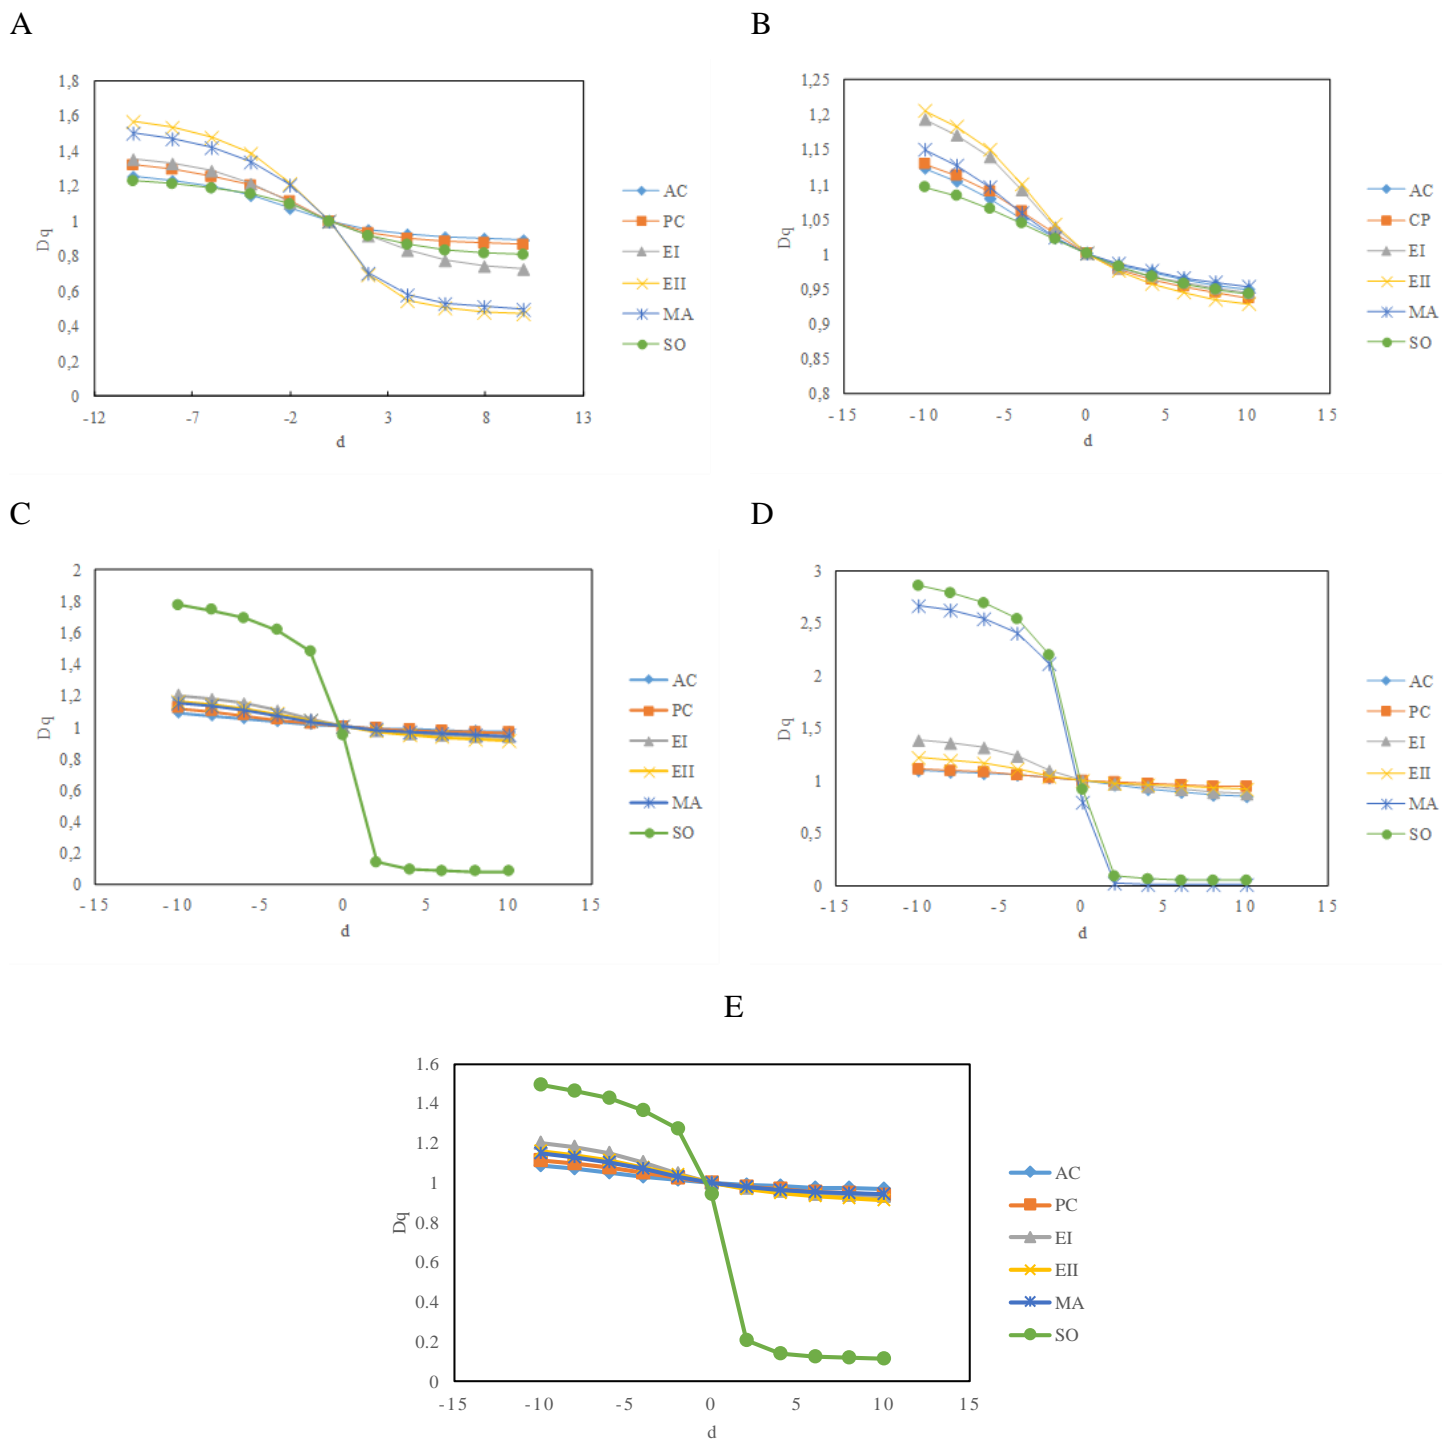 A
Dq
1,8
1,6
1,4
1,2
1
0,8
0,6
0,4
0,2
0
-12 -7 -2 3 8 13
d
AC
PC
EI
EII
MA
SO
B
Dq
1,25
1,2
1,15
1,1
1,05
1
0,95
0,9
0,85
0,8
-15 -10 -5 0 5 10 15
d
AC
CP
EI
EII
MA
SO
C
Dq
2
1,8
1,6
1,4
1,2
1
0,8
0,6
0,4
0,2
0
-15 -10 -5 0 5 10 15
d
AC
PC
EI
EII
MA
SO
D
Dq
3
2,5
2
1,5
1
0,5
0
-15 -10 -5 0 5 10 15
d
AC
PC
EI
EII
MA
SO
E
Dq
1.6
1.4
1.2
1
0.8
0.6
0.4
0.2
0
-15 -10 -5 0 5 10 15
d
AC
PC
EI
EII
MA
SO